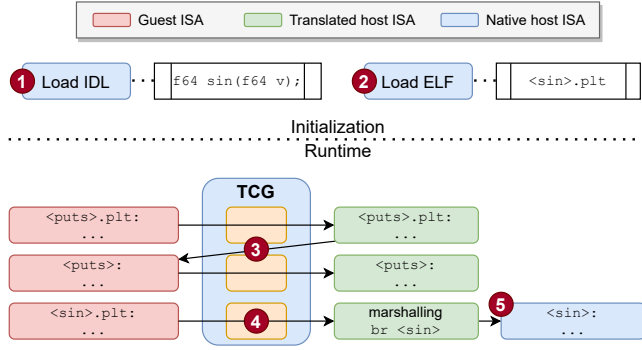 Guest ISA
Translated host ISA
Native host ISA
1
Load IDL
f64 sin(f64 v);
2
Load ELF
<sin>.plt
Initialization
Runtime
TCG
<puts>.plt:
...
<puts>.plt:
...
3
<puts>:
...
<puts>:
...
<sin>.plt:
...
4
marshalling
br <sin>
5
<sin>:
...